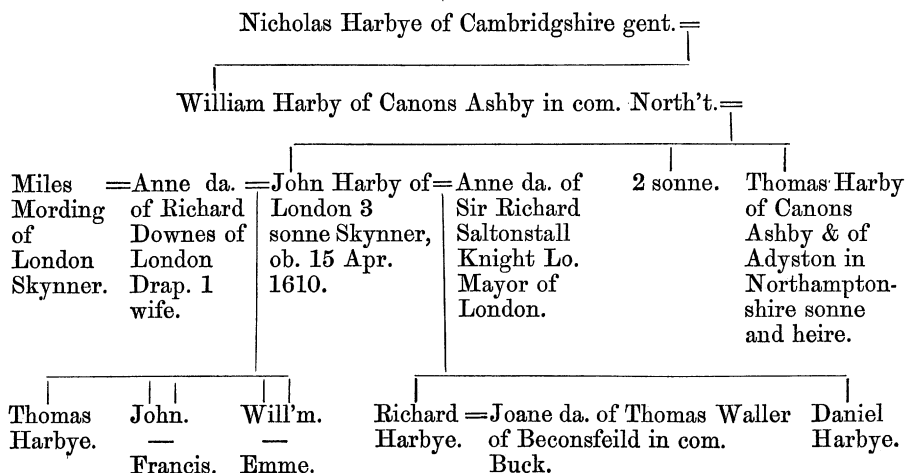 Nicholas Harbye of Cambridgshire gent.=
William Harby of Canons Ashby in com. North't.=
Miles
Mording
of
London
Skynner.
=Anne da.
of Richard
Downes of
London
Drap. 1
wife.
=John Harby of
London 3
sonne Skynner,
ob. 15 Apr.
1610.
=Anne da. of
Sir Richard
Saltonstall
Knight Lo.
Mayor of
London.
2 sonne.
Thomas Harby
of Canons
Ashby & of
Adyston in
Northampton-
shire sonne
and heire.
Thomas
Harbye.
John.
—
Francis.
Will'm.
—
Emme.
Richard
Harbye.
=Joane da. of Thomas Waller
of Beconsfeild in com.
Buck.
Daniel
Harbye.